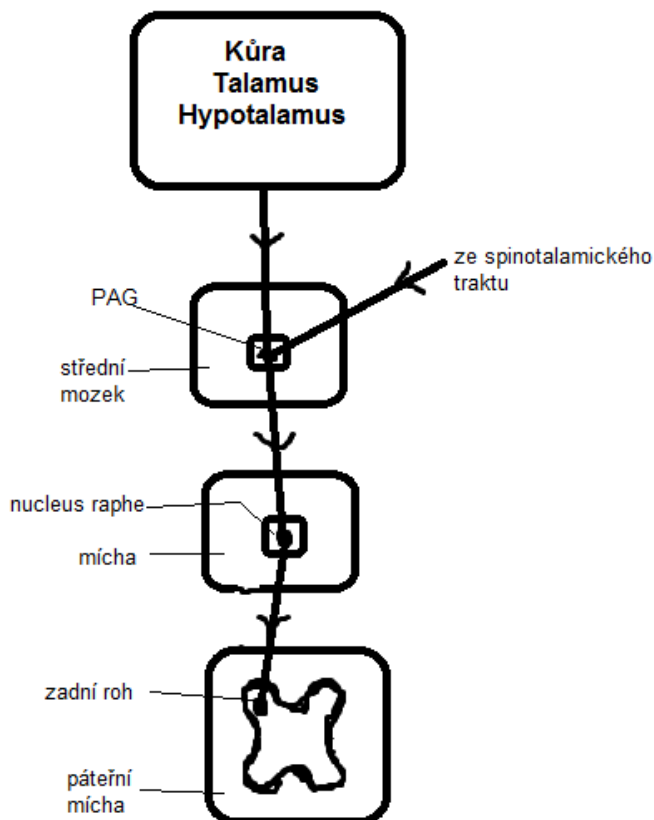 Kůra
Talamus
Hypotalamus
ze spinotalamického
traktu
PAG
střední
mozek
nucleus raphe
mícha
zadní roh
páteřní
mícha